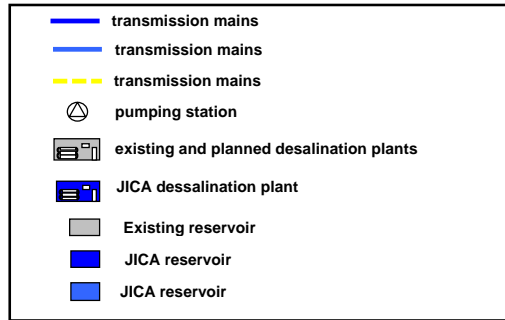 transmission mains
transmission mains
transmission mains
pumping station
existing and planned desalination plants
JICA dessalination plant
Existing reservoir
JICA reservoir
JICA reservoir